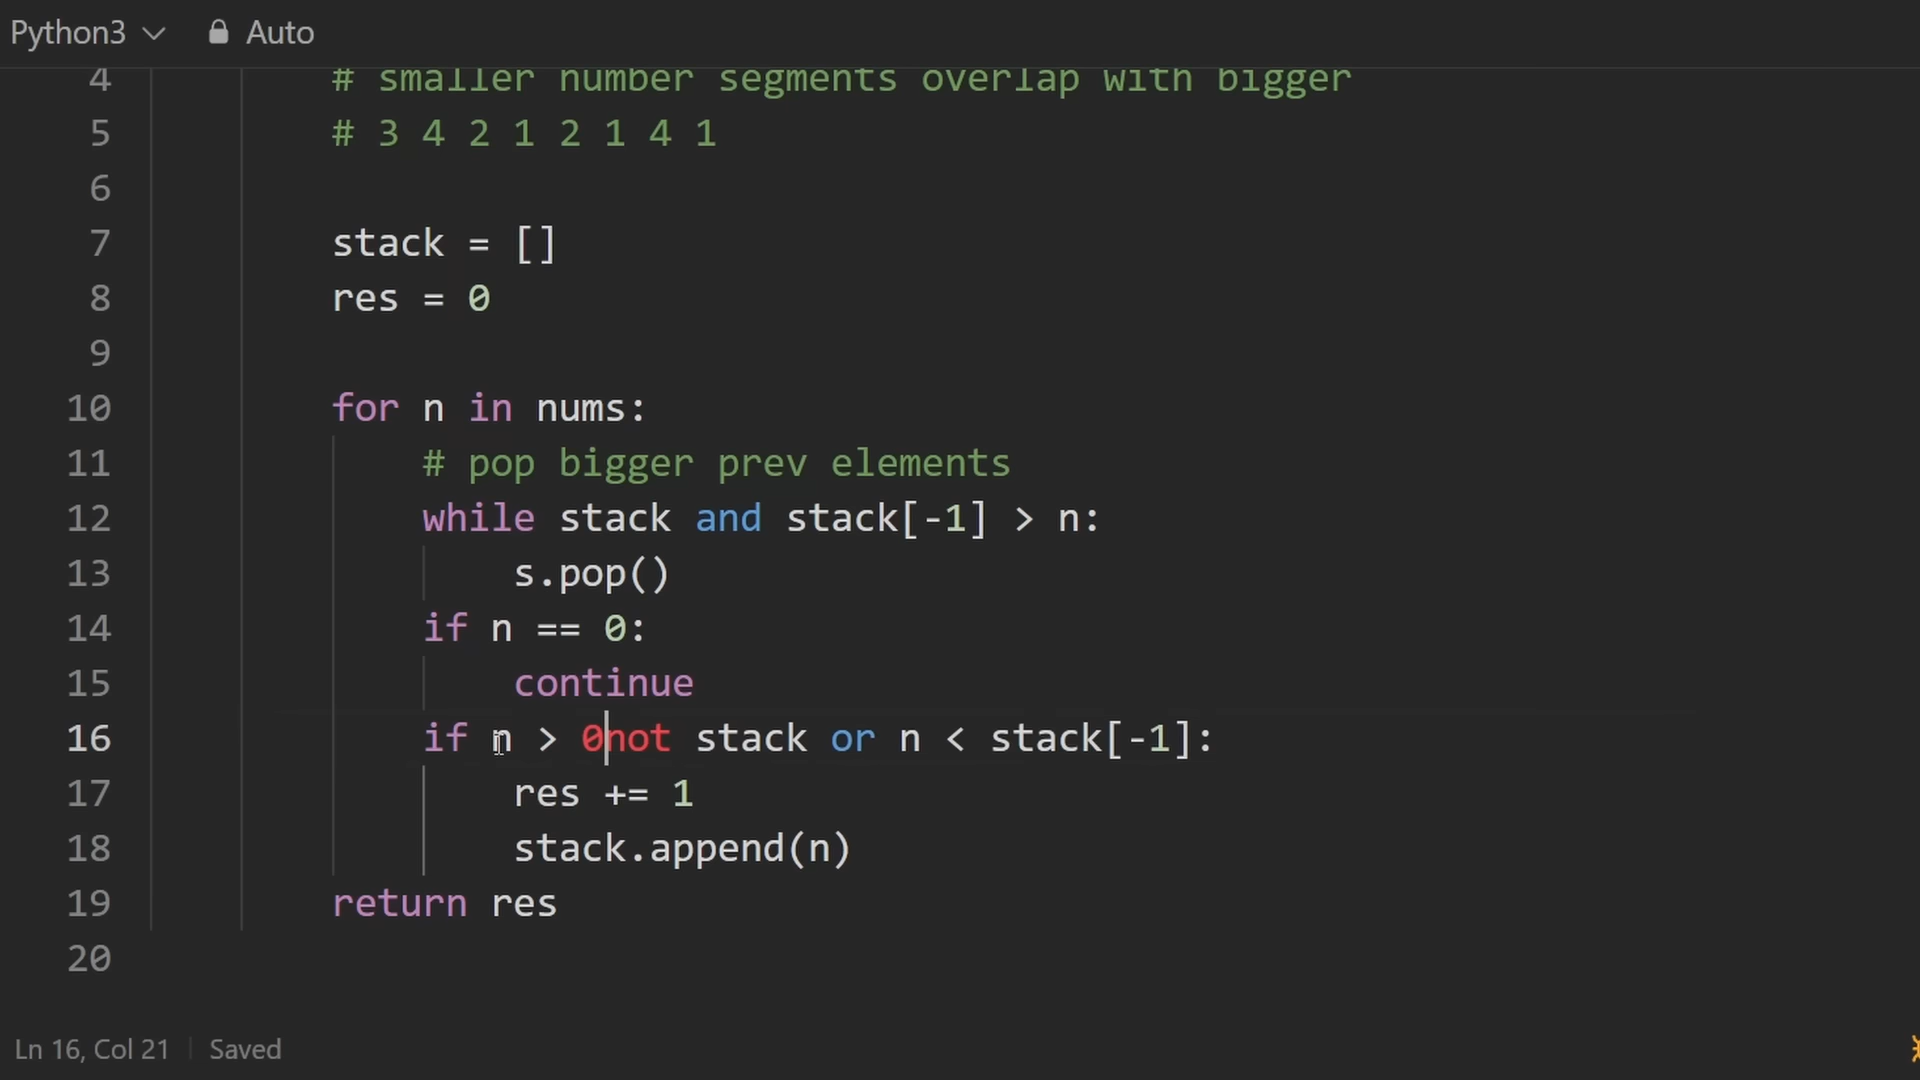 Python3 Auto
4 # smaller number segments overlap with bigger
5 # 3 4 2 1 2 1 4 1
6
7 stack = []
8 res = 0
9
10 for n in nums:
11 # pop bigger prev elements
12 while stack and stack[-1] > n:
13 s.pop()
14 if n == 0:
15 continue
16 if n > 0not stack or n < stack[-1]:
17 res += 1
18 stack.append(n)
19 return res
20
Ln 16, Col 21 Saved